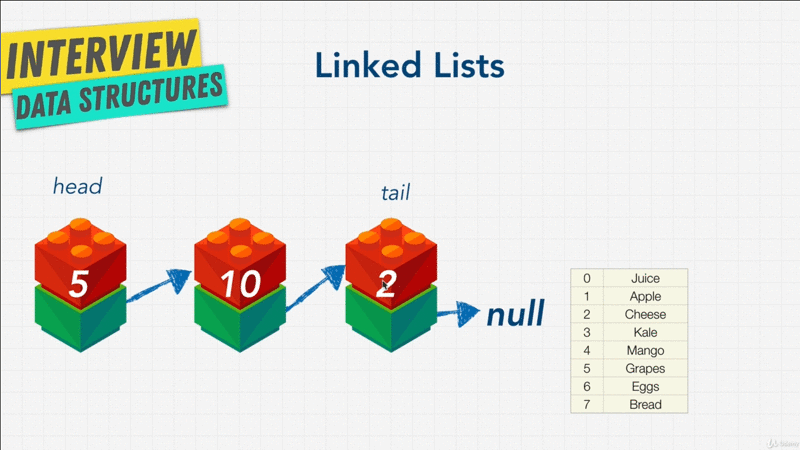 INTERVIEW
DATA STRUCTURES
Linked Lists
head
tail
5
10
2
null
0 Juice
1 Apple
2 Cheese
3 Kale
4 Mango
5 Grapes
6 Eggs
7 Bread